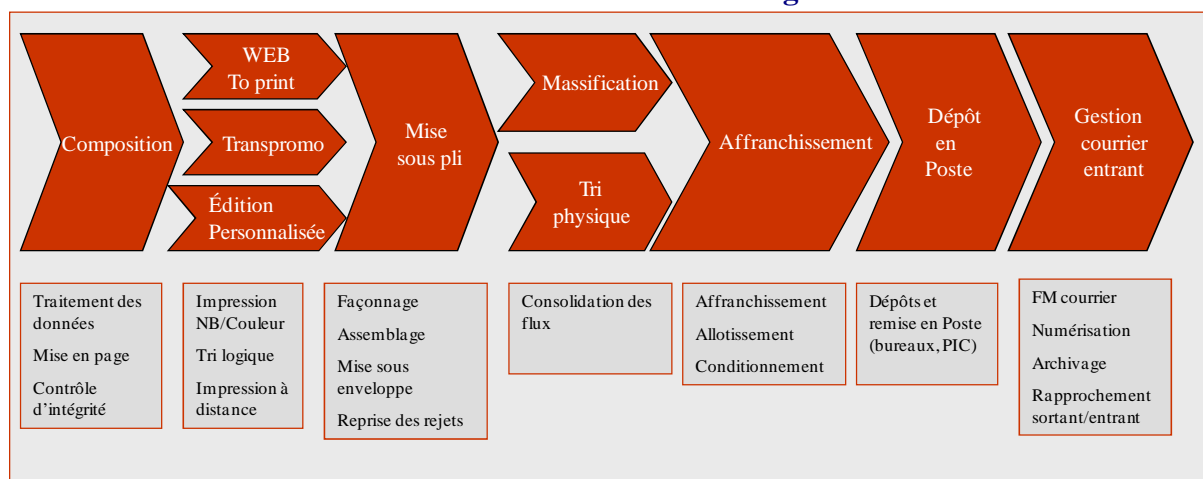 WEB
To print
Massification
Composition
Transpromo
Mise
sous pli
Affranchissement
Dépôt
en
Poste
Gestion
courrier
entrant
Édition
Personnalisée
Tri
physique
Traitement des
données
Mise en page
Contrôle
d’intégrité
Impression
NB/Couleur
Tri logique
Impression à
distance
Façonnage
Assemblage
Mise sous
enveloppe
Reprise des rejets
Consolidation des
flux
Affranchissement
Allotissement
Conditionnement
Dépôts et
remise en Poste
(bureaux, PIC)
FM courrier
Numérisation
Archivage
Rapprochement
sortant/entrant